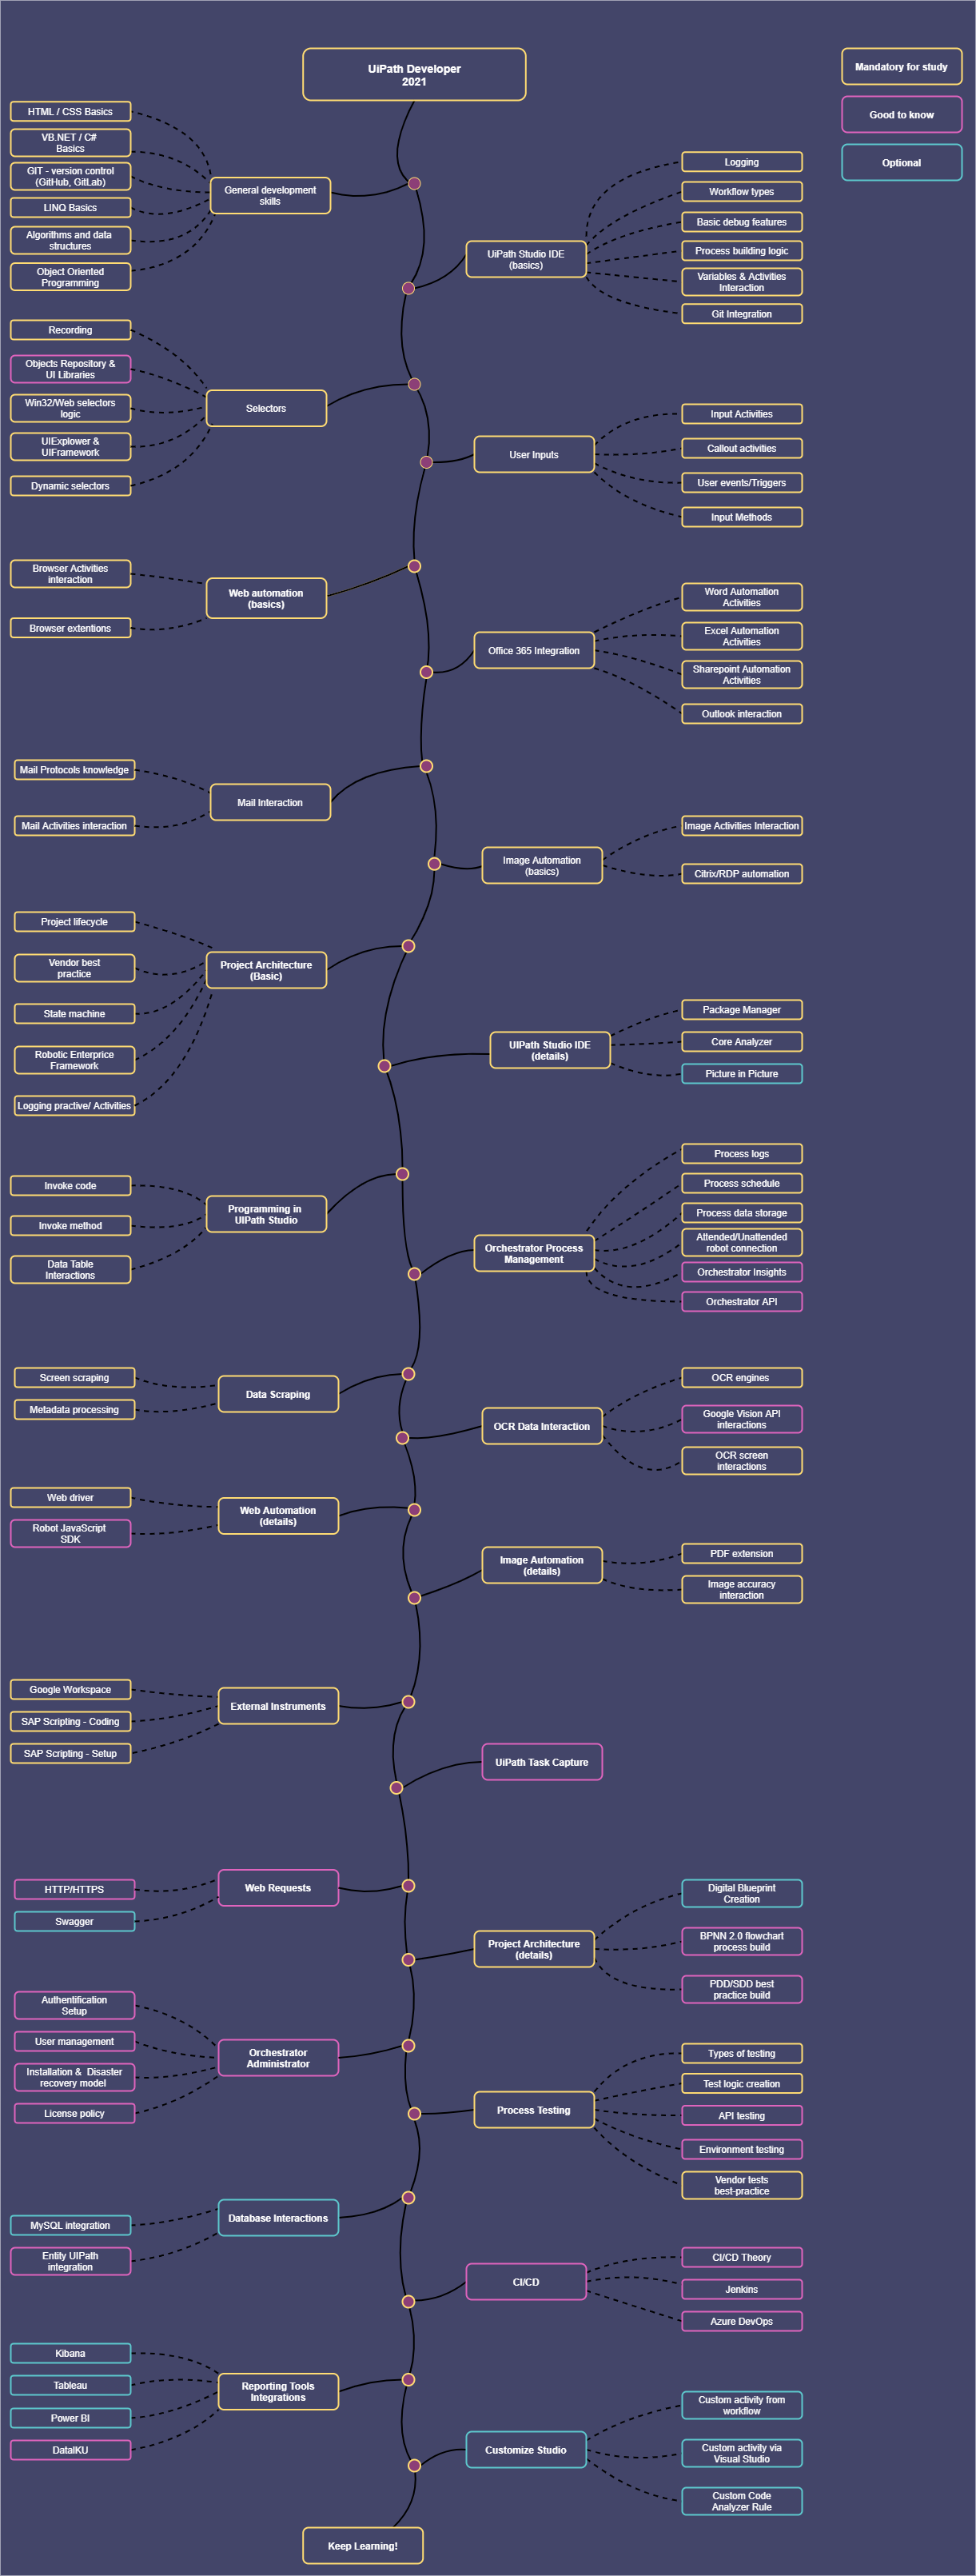 UiPath Developer
2021
Mandatory for study
Good to know
Optional
HTML / CSS Basics
VB.NET / C#
Basics
GIT - version control
(GitHub, GitLab)
LINQ Basics
Algorithms and data
structures
Object Oriented
Programming
General development
skills
UiPath Studio IDE
(basics)
Logging
Workflow types
Basic debug features
Process building logic
Variables & Activities
Interaction
Git Integration
Recording
Objects Repository &
UI Libraries
Win32/Web selectors
logic
UIExplower &
UIFramework
Dynamic selectors
Selectors
User Inputs
Input Activities
Callout activities
User events/Triggers
Input Methods
Browser Activities
interaction
Browser extentions
Web automation
(basics)
Office 365 Integration
Word Automation
Activities
Excel Automation
Activities
Sharepoint Automation
Activities
Outlook interaction
Mail Protocols knowledge
Mail Activities interaction
Mail Interaction
Image Automation
(basics)
Image Activities Interaction
Citrix/RDP automation
Project lifecycle
Vendor best
practice
State machine
Robotic Enterprice
Framework
Logging practive/ Activities
Project Architecture
(Basic)
UIPath Studio IDE
(details)
Package Manager
Core Analyzer
Picture in Picture
Invoke code
Invoke method
Data Table
Interactions
Programming in
UIPath Studio
Orchestrator Process
Management
Process logs
Process schedule
Process data storage
Attended/Unattended
robot connection
Orchestrator Insights
Orchestrator API
Screen scraping
Metadata processing
Data Scraping
OCR Data Interaction
OCR engines
Google Vision API
interactions
OCR screen
interactions
Web driver
Robot JavaScript
SDK
Web Automation
(details)
Image Automation
(details)
PDF extension
Image accuracy
interaction
Google Workspace
SAP Scripting - Coding
SAP Scripting - Setup
External Instruments
UiPath Task Capture
HTTP/HTTPS
Swagger
Web Requests
Project Architecture
(details)
Digital Blueprint
Creation
BPNN 2.0 flowchart
process build
PDD/SDD best
practice build
Authentification
Setup
User management
Installation &  Disaster
recovery model
License policy
Orchestrator
Administrator
Process Testing
Types of testing
Test logic creation
API testing
Environment testing
Vendor tests
best-practice
MySQL integration
Entity UIPath
integration
Database Interactions
CI/CD
CI/CD Theory
Jenkins
Azure DevOps
Kibana
Tableau
Power BI
DataIKU
Reporting Tools
Integrations
Customize Studio
Custom activity from
workflow
Custom activity via
Visual Studio
Custom Code
Analyzer Rule
Keep Learning!